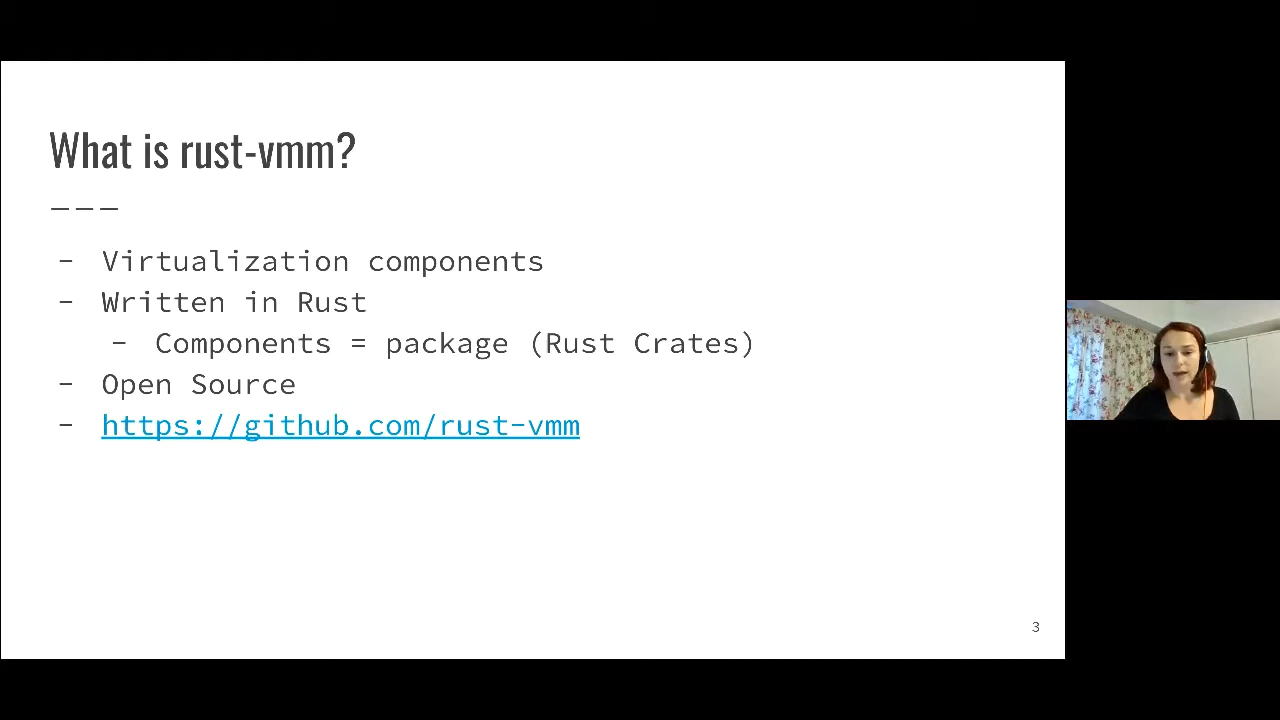 What is rust-vmm?
- Virtualization components
- Written in Rust
- Components = package (Rust Crates)
- Open Source
- https://github.com/rust-vmm
3